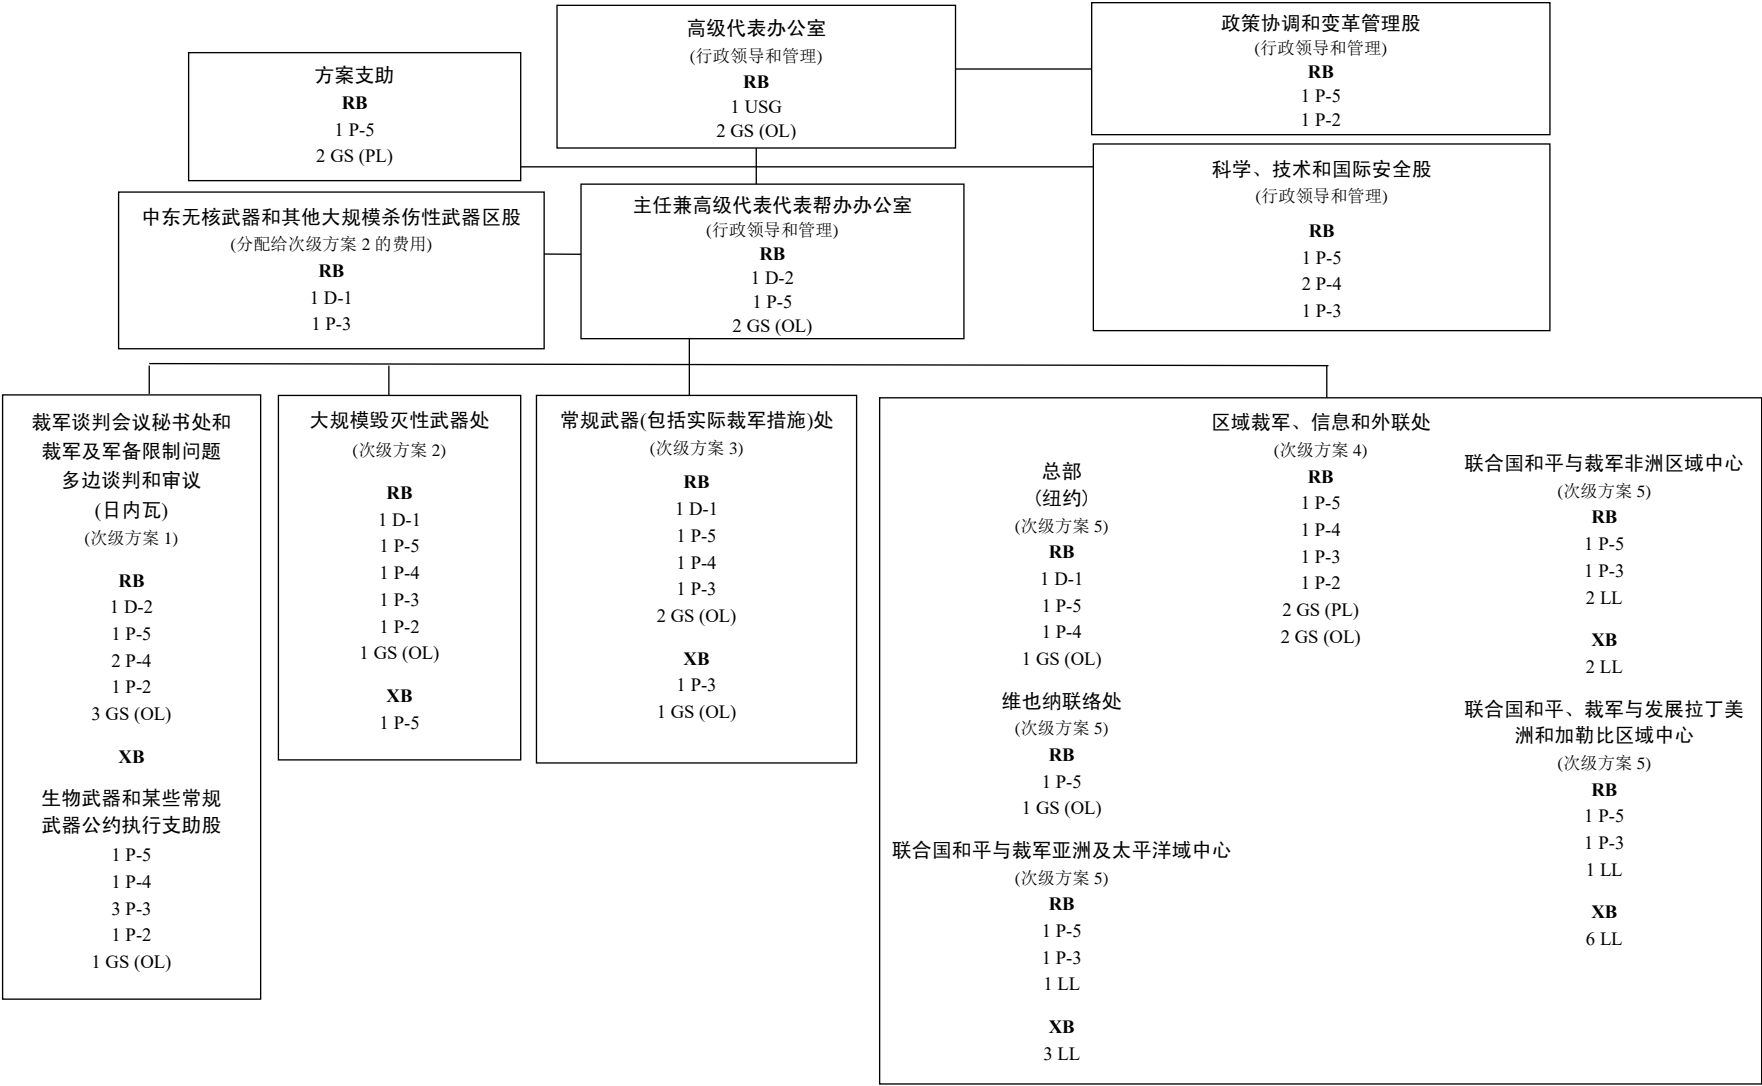 高级代表办公室
(行政领导和管理)
RB
1 USG
2 GS (OL)
政策协调和变革管理股
(行政领导和管理)
RB
1 P-5
1 P-2
方案支助
RB
1 P-5
2 GS (PL)
科学、技术和国际安全股
(行政领导和管理)
RB
1 P-5
2 P-4
1 P-3
中东无核武器和其他大规模杀伤性武器区股
(分配给次级方案 2 的费用)
RB
1 D-1
1 P-3
主任兼高级代表代表帮办办公室
(行政领导和管理)
RB
1 D-2
1 P-5
2 GS (OL)
裁军谈判会议秘书处和
裁军及军备限制问题
多边谈判和审议
(日内瓦)
(次级方案 1)
RB
1 D-2
1 P-5
2 P-4
1 P-2
3 GS (OL)
XB
生物武器和某些常规
武器公约执行支助股
1 P-5
1 P-4
3 P-3
1 P-2
1 GS (OL)
大规模毁灭性武器处
(次级方案 2)
RB
1 D-1
1 P-5
1 P-4
1 P-3
1 P-2
1 GS (OL)
XB
1 P-5
常规武器(包括实际裁军措施)处
(次级方案 3)
RB
1 D-1
1 P-5
1 P-4
1 P-3
2 GS (OL)
XB
1 P-3
1 GS (OL)
区域裁军、信息和外联处
(次级方案 4)
RB
1 P-5
1 P-4
1 P-3
1 P-2
2 GS (PL)
2 GS (OL)
总部
(纽约)
(次级方案 5)
RB
1 D-1
1 P-5
1 P-4
1 GS (OL)
维也纳联络处
(次级方案 5)
RB
1 P-5
1 GS (OL)
联合国和平与裁军亚洲及太平洋域中心
(次级方案 5)
RB
1 P-5
1 P-3
1 LL
XB
3 LL
联合国和平与裁军非洲区域中心
(次级方案 5)
RB
1 P-5
1 P-3
2 LL
XB
2 LL
联合国和平、裁军与发展拉丁美
洲和加勒比区域中心
(次级方案 5)
RB
1 P-5
1 P-3
1 LL
XB
6 LL